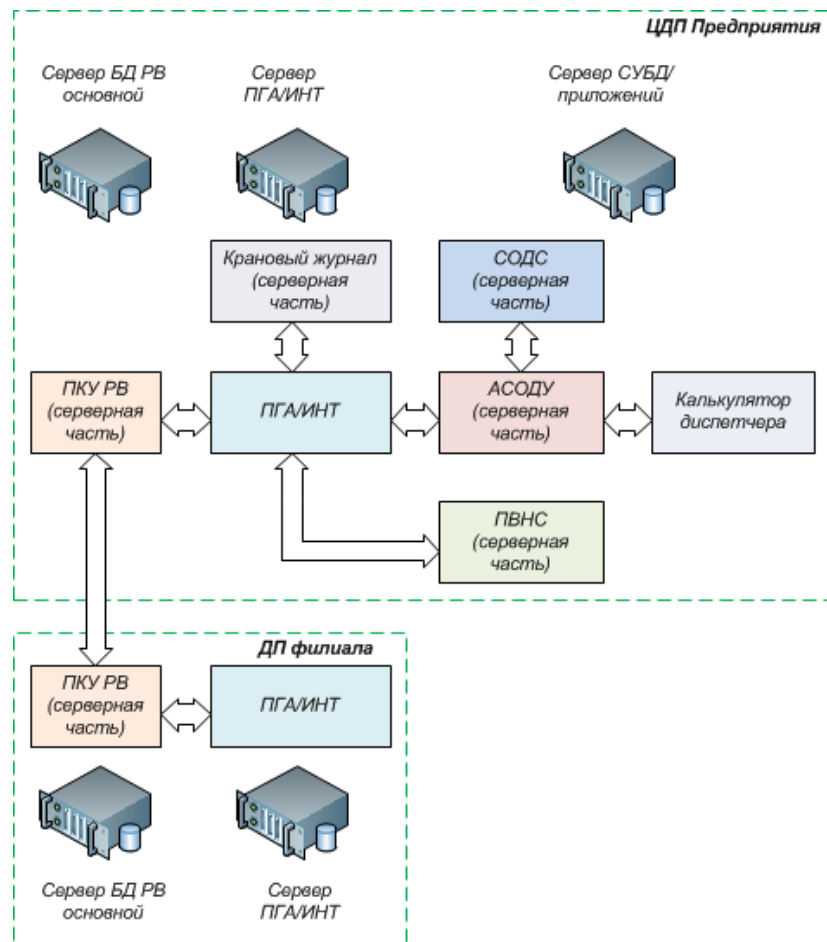 ЦДП Предприятия
Сервер БД РВ
основной
Сервер
ПГА/ИНТ
Сервер СУБД/
приложений
Крановый журнал
(серверная
часть)
СОДС
(серверная
часть)
ПКУ РВ
(серверная
часть)
ПГА/ИНТ
АСОДУ
(серверная
часть)
Калькулятор
диспетчера
ПВНС
(серверная
часть)
ДП филиала
ПКУ РВ
(серверная
часть)
ПГА/ИНТ
Сервер БД РВ
основной
Сервер
ПГА/ИНТ